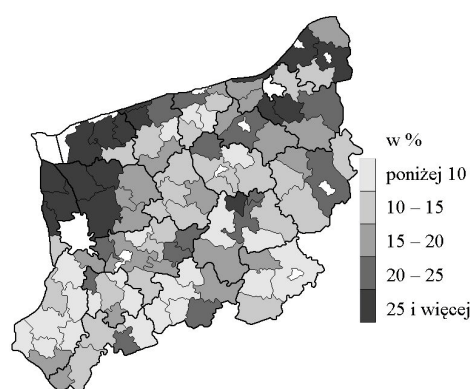 w %
poniżej 10
10 – 15
15 – 20
20 – 25
25 i więcej